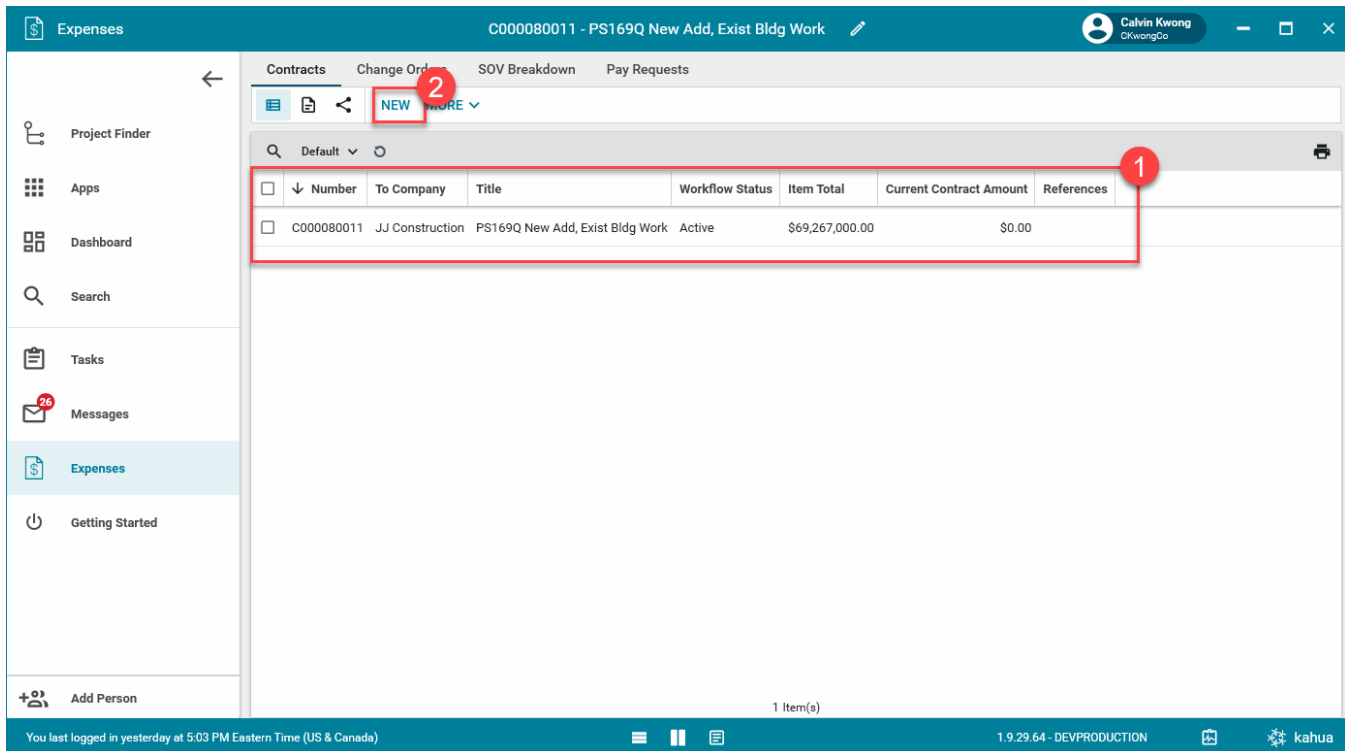 Expenses
C000080011 - PS169Q New Add, Exist Bldg Work
Calvin Kwong
CKwongCo
Contracts Change Orders SOV Breakdown Pay Requests
2
NEW MORE
Project Finder
Default
1
Apps
Number To Company Title Workflow Status Item Total Current Contract Amount References
C000080011 JJ Construction PS169Q New Add, Exist Bldg Work Active $69,267,000.00 $0.00
Dashboard
Search
Tasks
26
Messages
Expenses
Getting Started
Add Person
1 Item(s)
You last logged in yesterday at 5:03 PM Eastern Time (US & Canada)
1.9.29.64 - DEVPRODUCTION
kahua